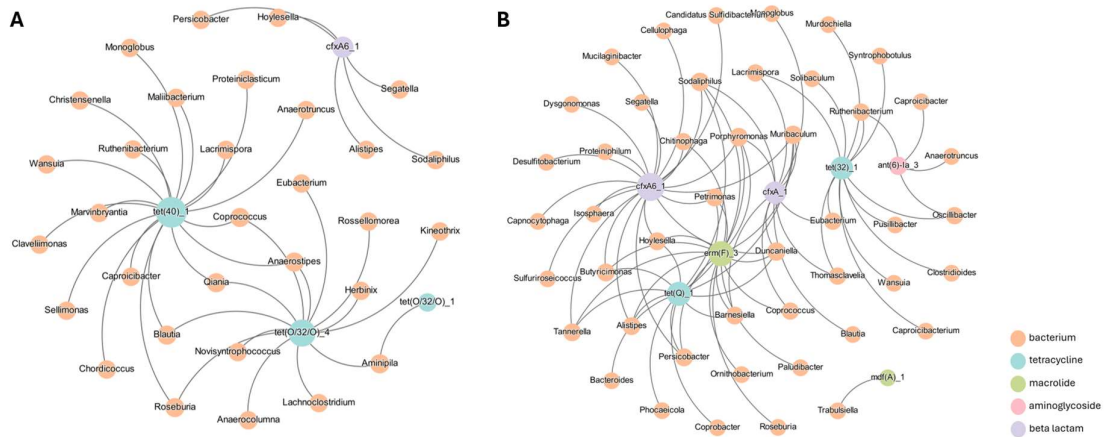 A
Persicobacter
Hoylesella
cfxA6_1
Monoglobus
Proteiniclasticum
Segatella
Christensenella
Maliibacterium
Anaerotruncus
Ruthenibacterium
Lacrimispora
Alistipes
Sodaliphilus
Wansuia
Eubacterium
Marvinbryantia
tet(40)_1
Coprococcus
Rossellomorea
Kineothrix
Claveliimonas
Anaerostipes
Caproicibacter
Qiania
Herbinix
tet(O/32/O)_1
Sellimonas
Blautia
tet(O/32/O)_4
Novisyntrophococcus
Aminipila
Chordicoccus
Roseburia
Lachnoclostridium
Anaerocolumna
B
Candidatus Sulfidibacterium
Monoglobus
Cellulophaga
Murdochiella
Mucilaginibacter
Syntrophobotulus
Sodaliphilus
Lacrimispora
Solibaculum
Dysgonomonas
Segatella
Ruthenibacterium
Caproicibacter
Chitinophaga
Porphyromonas
Muribaculum
Proteiniphilum
Desulfitobacterium
Anaerotruncus
tet(32)_1
ant(6)-Ia_3
cfxA6_1
cfxA_1
Petrimonas
Capnocytophaga
Isosphaera
Eubacterium
Pusillibacter
Oscillibacter
Hoylesella
erm(F)_3
Duncaniella
Sulfuriroseicoccus
Butyricimonas
Thomasclavelia
Clostridioides
Wansuia
tet(Q)_1
Coprococcus
Barnesiella
Tannerella
Alistipes
Blautia
Caproicibacterium
Persicobacter
Paludibacter
Bacteroides
Ornithobacterium
mdf(A)_1
Phocaeicola
Trabulsiella
Coprobacter
Roseburia
bacterium
tetracycline
macrolide
aminoglycoside
beta lactam